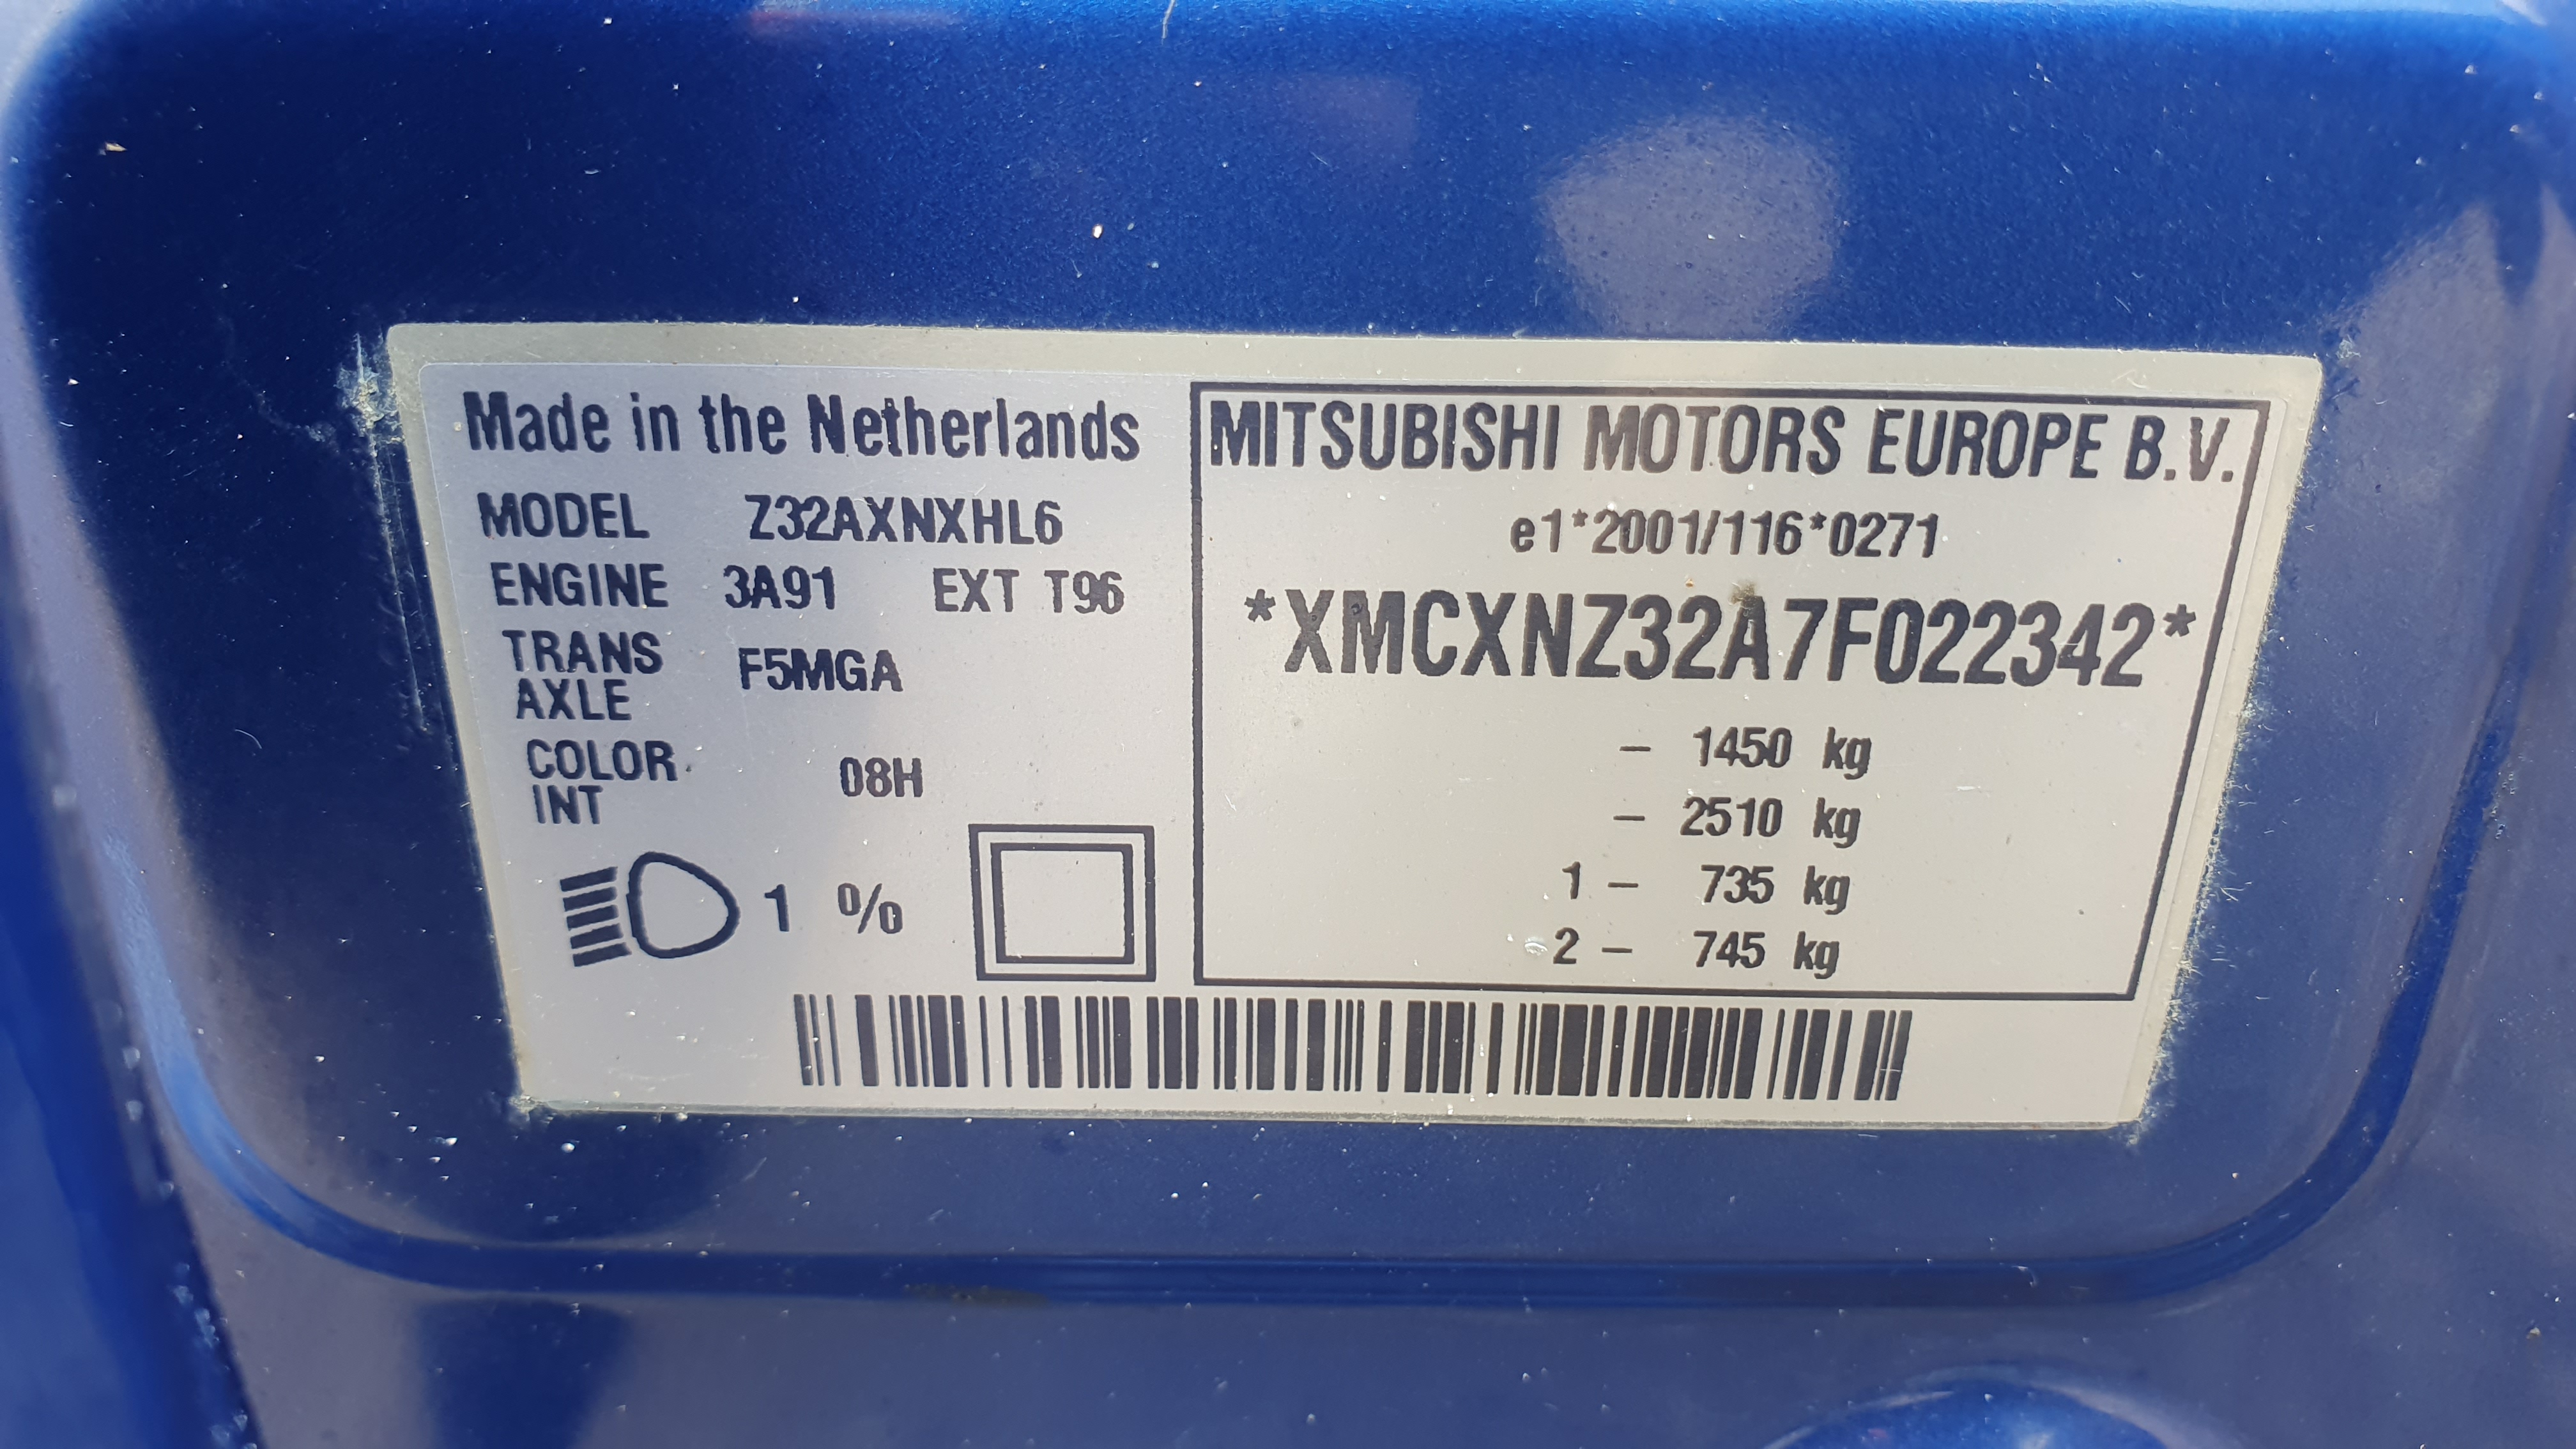 Made in the Netherlands
MODEL Z32AXNXHL6
ENGINE 3A91 EXT T96
TRANS
AXLE F5MGA
COLOR
INT 08H
1 %
MITSUBISHI MOTORS EUROPE B.V.
e1*2001/116*0271
*XMCXNZ32A7F022342*
– 1450 kg
– 2510 kg
1 – 735 kg
2 – 745 kg